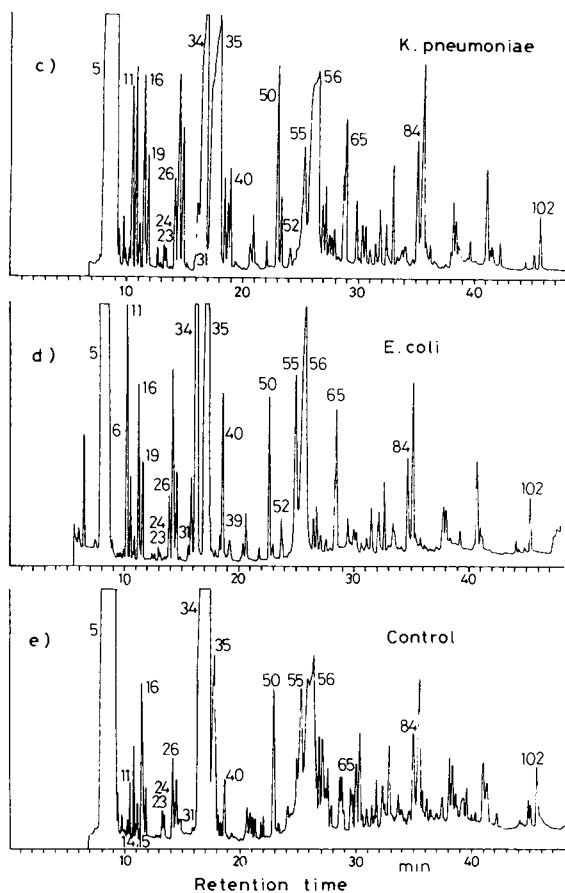 c) K. pneumoniae
5 11 16 19 24 23 26 31 34 35 40 50 52 55 56 65 84 102
10 20 30 40
d) E. coli
5 6 11 16 19 24 23 26 31 34 35 40 39 50 52 55 56 65 84 102
10 20 30 40
e) Control
5 11 14 15 16 24 23 26 31 34 35 40 50 55 56 65 84 102
10 20 30 40 min
Retention time